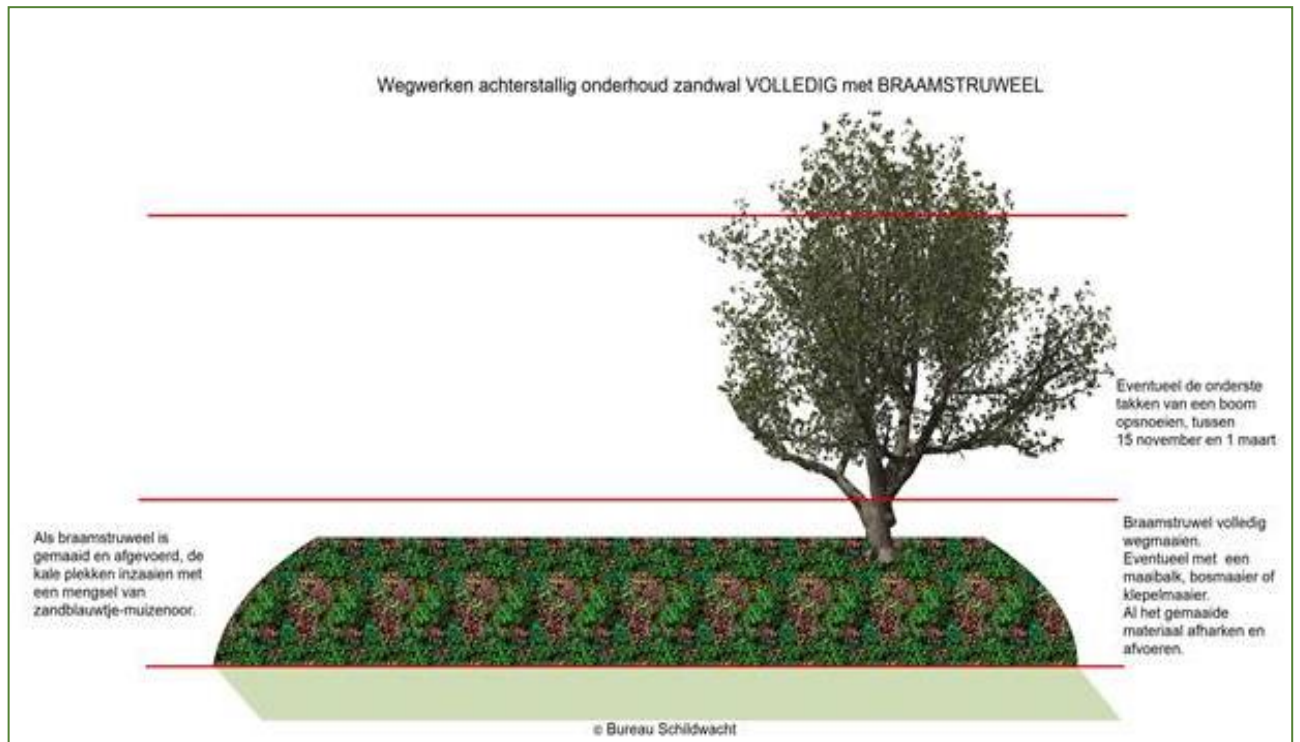 Wegwerken achterstallig onderhoud zandwal VOLLEDIG met BRAAMSTRUWEEL
Eventueel de onderste
takken van een boom
opsnoeien, tussen
15 november en 1 maart
Als braamstruweel is
gemaaid en afgevoerd, de
kale plekken inzaaien met
een mengsel van
zandblauwtje-muizenoor.
Braamstruwel volledig
wegmaaien.
Eventueel met een
maaibalk, bosmaaier of
klepelmaaier.
Al het gemaaide
materiaal afharken en
afvoeren.
© Bureau Schildwacht